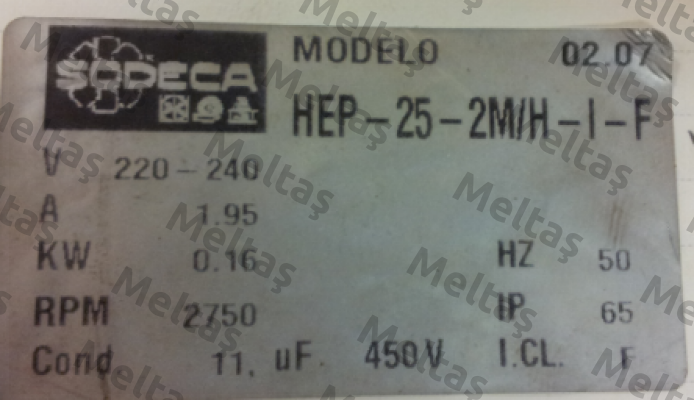 SODECA
MODELO 02.07
HEP-25-2M/H-I-F
V 220-240
A 1.95
KW 0.16 HZ 50
RPM 2750 IP 65
Cond 11. uF. 450V I.CL. F
Meltaş